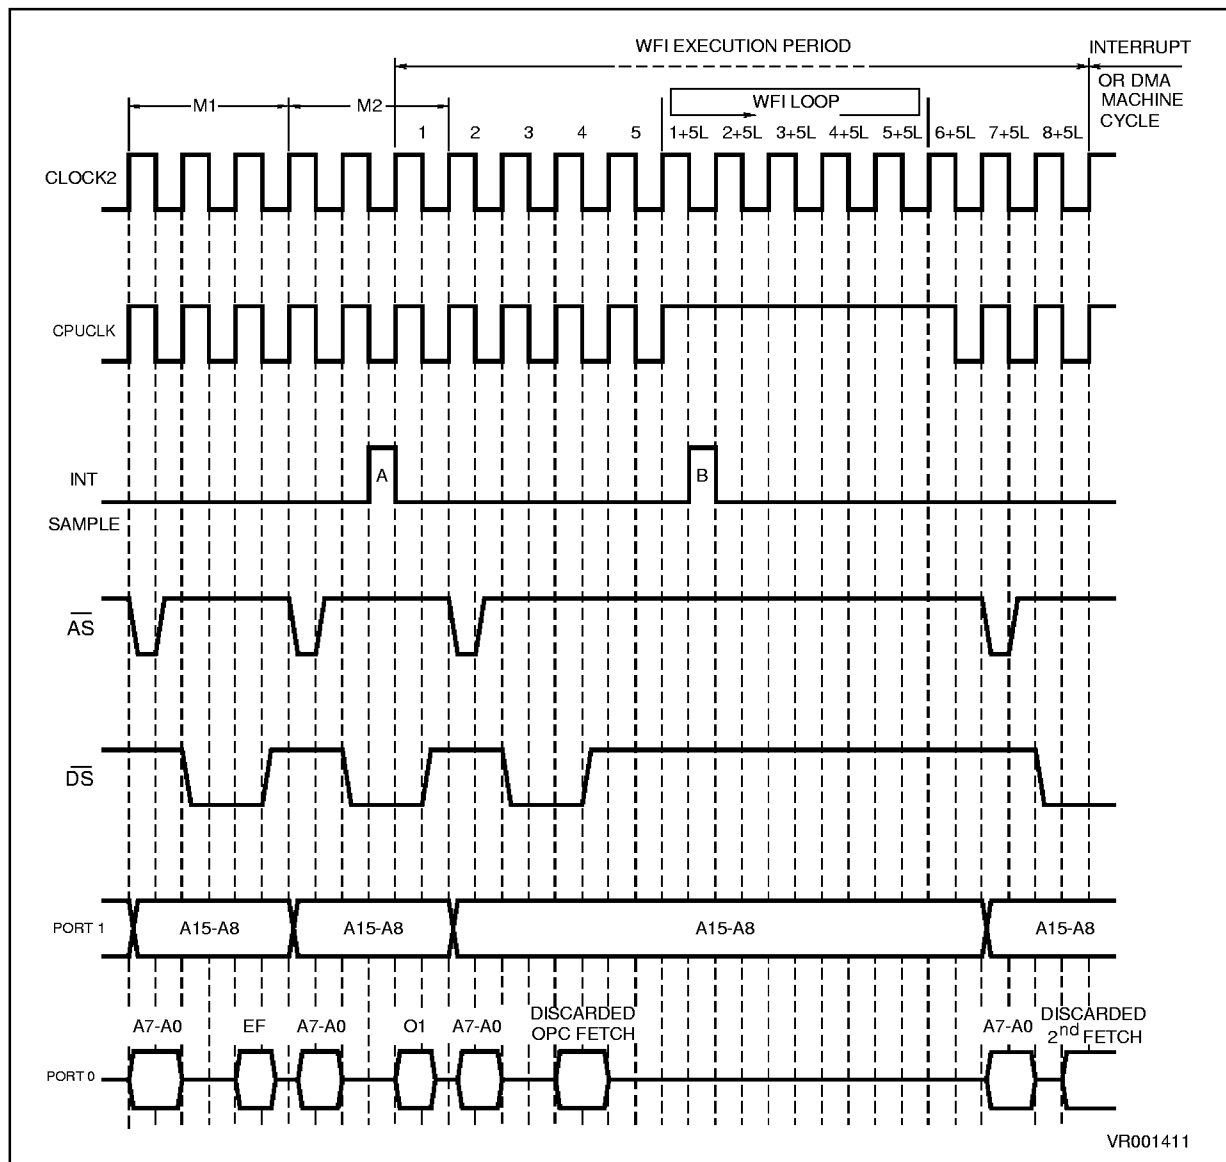 WFI EXECUTION PERIOD
INTERRUPT
OR DMA
MACHINE
CYCLE
M1
M2
WFI LOOP
1
2
3
4
5
1+5L
2+5L
3+5L
4+5L
5+5L
6+5L
7+5L
8+5L
CLOCK2
CPUCLK
INT
A
B
SAMPLE
AS
DS
PORT 1
A15-A8
A15-A8
A15-A8
A15-A8
A7-A0
EF
A7-A0
O1
A7-A0
DISCARDED
OPC FETCH
A7-A0
DISCARDED
2nd FETCH
PORT 0
VR001411